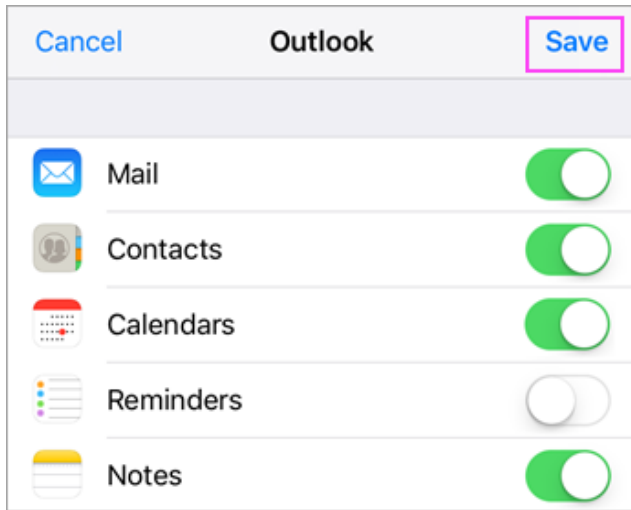 Cancel Outlook Save
Mail
Contacts
Calendars
Reminders
Notes